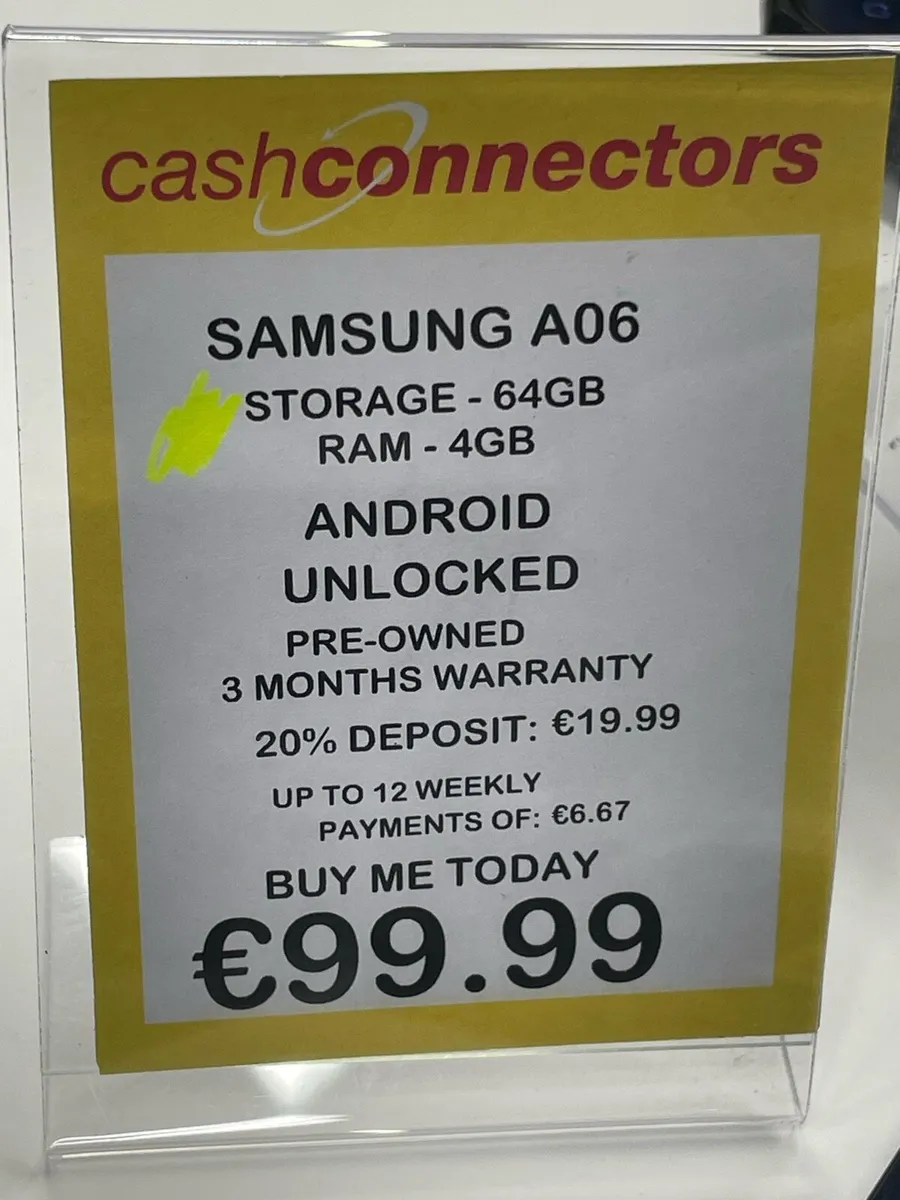 cashconnectors
SAMSUNG A06
STORAGE - 64GB
RAM - 4GB
ANDROID
UNLOCKED
PRE-OWNED
3 MONTHS WARRANTY
20% DEPOSIT: €19.99
UP TO 12 WEEKLY
PAYMENTS OF: €6.67
BUY ME TODAY
€99.99